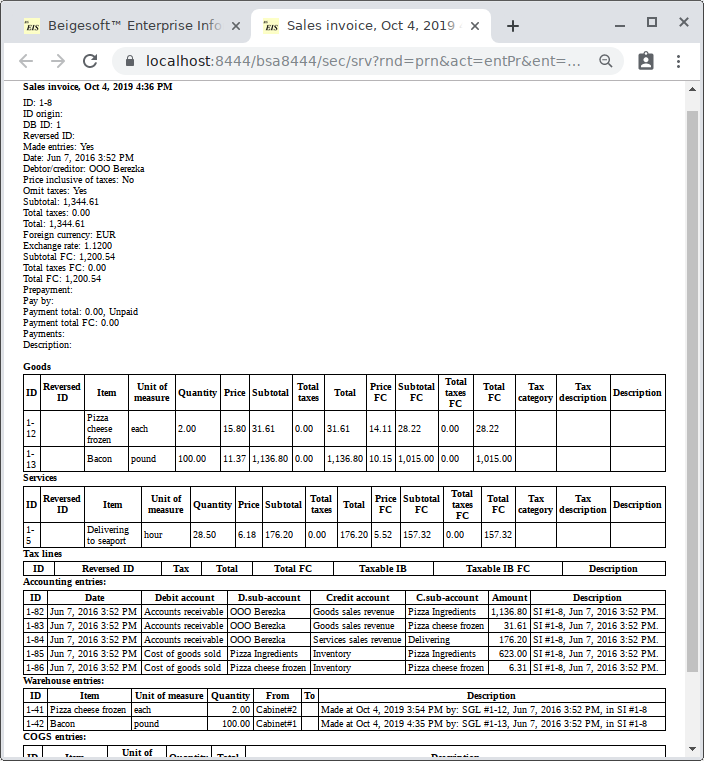 Beigesoft™ Enterprise Info
Sales invoice, Oct 4, 2019
localhost:8444/bsa8444/sec/srv?rnd=prn&act=entPr&ent=...
Sales invoice, Oct 4, 2019 4:36 PM
ID: 1-8
ID origin:
DB ID: 1
Reversed ID:
Made entries: Yes
Date: Jun 7, 2016 3:52 PM
Debtor/creditor: OOO Berezka
Price inclusive of taxes: No
Omit taxes: Yes
Subtotal: 1,344.61
Total taxes: 0.00
Total: 1,344.61
Foreign currency: EUR
Exchange rate: 1.1200
Subtotal FC: 1,200.54
Total taxes FC: 0.00
Total FC: 1,200.54
Prepayment:
Pay by:
Payment total: 0.00, Unpaid
Payment total FC: 0.00
Payments:
Description:
Goods
ID Reversed ID Item Unit of measure Quantity Price Subtotal Total taxes Total Price FC Subtotal FC Total taxes FC Total FC Tax category Tax description Description
1-12 Pizza cheese frozen each 2.00 15.80 31.61 0.00 31.61 14.11 28.22 0.00 28.22
1-13 Bacon pound 100.00 11.37 1,136.80 0.00 1,136.80 10.15 1,015.00 0.00 1,015.00
Services
ID Reversed ID Item Unit of measure Quantity Price Subtotal Total taxes Total Price FC Subtotal FC Total taxes FC Total FC Tax category Tax description Description
1-5 Delivering to seaport hour 28.50 6.18 176.20 0.00 176.20 5.52 157.32 0.00 157.32
Tax lines
ID Reversed ID Tax Total Total FC Taxable IB Taxable IB FC Description
Accounting entries:
ID Date Debit account D.sub-account Credit account C.sub-account Amount Description
1-82 Jun 7, 2016 3:52 PM Accounts receivable OOO Berezka Goods sales revenue Pizza Ingredients 1,136.80 SI #1-8, Jun 7, 2016 3:52 PM.
1-83 Jun 7, 2016 3:52 PM Accounts receivable OOO Berezka Goods sales revenue Pizza cheese frozen 31.61 SI #1-8, Jun 7, 2016 3:52 PM.
1-84 Jun 7, 2016 3:52 PM Accounts receivable OOO Berezka Services sales revenue Delivering 176.20 SI #1-8, Jun 7, 2016 3:52 PM.
1-85 Jun 7, 2016 3:52 PM Cost of goods sold Pizza Ingredients Inventory Pizza Ingredients 623.00 SI #1-8, Jun 7, 2016 3:52 PM.
1-86 Jun 7, 2016 3:52 PM Cost of goods sold Pizza cheese frozen Inventory Pizza cheese frozen 6.31 SI #1-8, Jun 7, 2016 3:52 PM.
Warehouse entries:
ID Item Unit of measure Quantity From To Description
1-41 Pizza cheese frozen each 2.00 Cabinet#2 Made at Oct 4, 2019 3:54 PM by: SGL #1-12, Jun 7, 2016 3:52 PM, in SI #1-8
1-42 Bacon pound 100.00 Cabinet#1 Made at Oct 4, 2019 4:35 PM by: SGL #1-13, Jun 7, 2016 3:52 PM, in SI #1-8
COGS entries:
ID Item Unit of Quantity Total Description